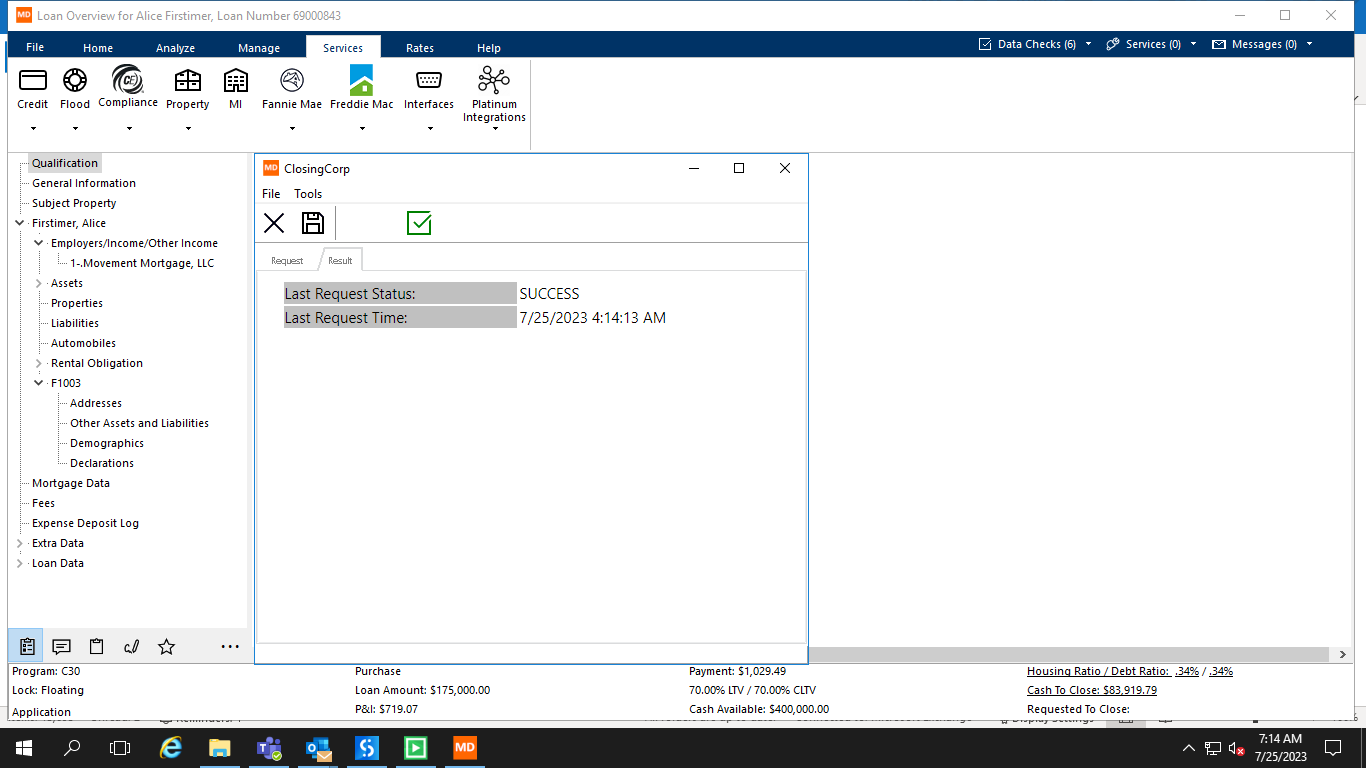 MD Loan Overview for Alice Firstimer, Loan Number 69000843
File Home Analyze Manage Services Rates Help Data Checks (6) Services (0) Messages (0)
Credit Flood Compliance Property MI Fannie Mae Freddie Mac Interfaces Platinum Integrations
Qualification
General Information
Subject Property
Firstimer, Alice
Employers/Income/Other Income
1-.Movement Mortgage, LLC
Assets
Properties
Liabilities
Automobiles
Rental Obligation
F1003
Addresses
Other Assets and Liabilities
Demographics
Declarations
Mortgage Data
Fees
Expense Deposit Log
Extra Data
Loan Data
MD ClosingCorp
File Tools
Request Result
Last Request Status: SUCCESS
Last Request Time: 7/25/2023 4:14:13 AM
Program: C30 Purchase Payment: $1,029.49 Housing Ratio / Debt Ratio: .34% / .34%
Lock: Floating Loan Amount: $175,000.00 70.00% LTV / 70.00% CLTV Cash To Close: $83,919.79
Application P&I: $719.07 Cash Available: $400,000.00 Requested To Close:
MD
7:14 AM
7/25/2023